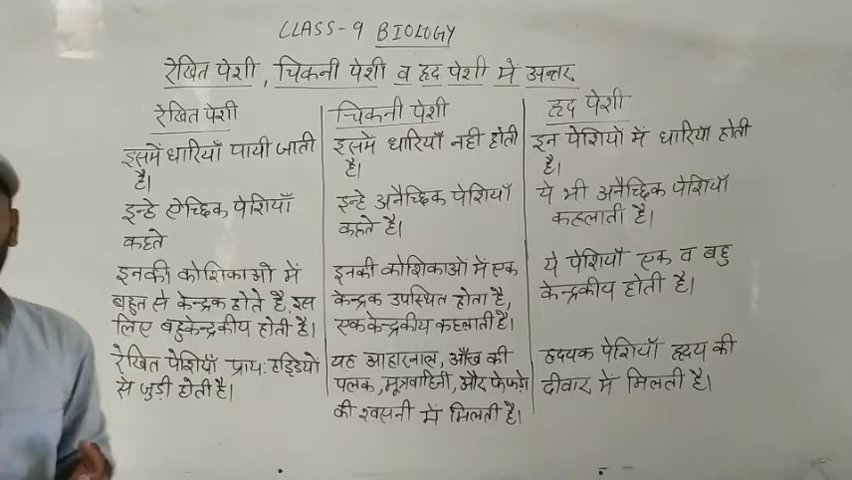 CLASS-9 BIOLOGY
रेखित पेशी, चिकनी पेशी व हृद पेशी में अन्तर
रेखित पेशी
इसमें धारियाँ पायी जाती
है।
इन्हे ऐच्छिक पेशियाँ
कहते
इनकी कोशिकाओं में
बहुत से केन्द्रक होते है, इस
लिए बहुकेन्द्रकीय होती है।
रेखित पेशियाँ प्राय: हड्डियों
से जुड़ी होती है।
चिकनी पेशी
इसमें धारियाँ नही होती
है।
इन्हे अनैच्छिक पेशियाँ
कहते है।
इनकी कोशिकाओं में एक
केन्द्रक उपस्थित होता है,
एककेन्द्रकीय कहलाती है।
यह आहारनाल, आँख की
पलक, मूत्रवाहिनी, और फेफड़े
की श्वसनी में मिलती है।
हृद पेशी
इन पेशियों में धारियाँ होती
है।
ये भी अनैच्छिक पेशियाँ
कहलाती है।
ये पेशियाँ एक व बहु
केन्द्रकीय होती है।
हृदयक पेशियाँ हृदय की
दीवार में मिलती है।